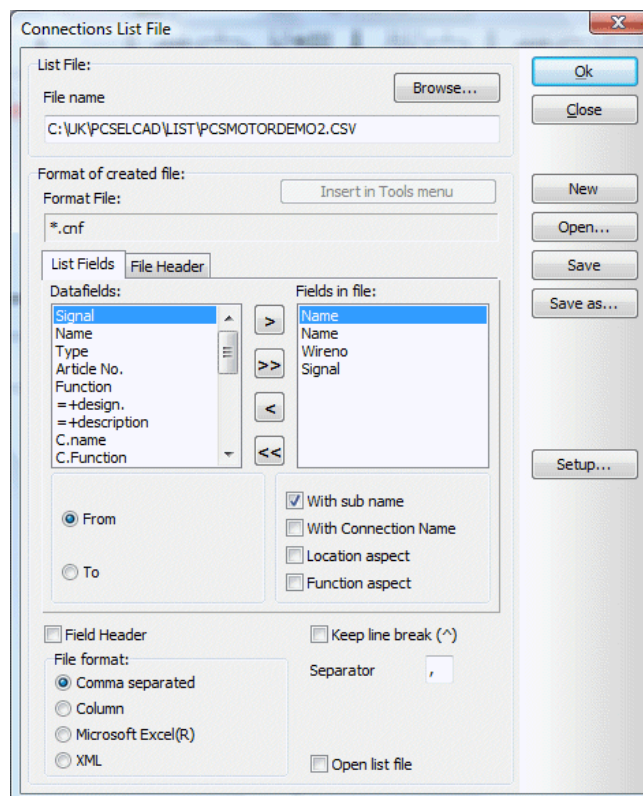 Connections List File
List File:
File name
Browse...
C:\UK\PCSELCAD\LIST\PCSMOTORDEMO2.CSV
Format of created file:
Format File:
Insert in Tools menu
*.cnf
List Fields
File Header
Datafields:
Signal
Name
Type
Article No.
Function
=+design.
=+description
C.name
C.Function
>
>>
<
<<
Fields in file:
Name
Name
Wireno
Signal
From
To
With sub name
With Connection Name
Location aspect
Function aspect
Field Header
Keep line break (^)
File format:
Comma separated
Column
Microsoft Excel(R)
XML
Separator
,
Open list file
Ok
Close
New
Open...
Save
Save as...
Setup...